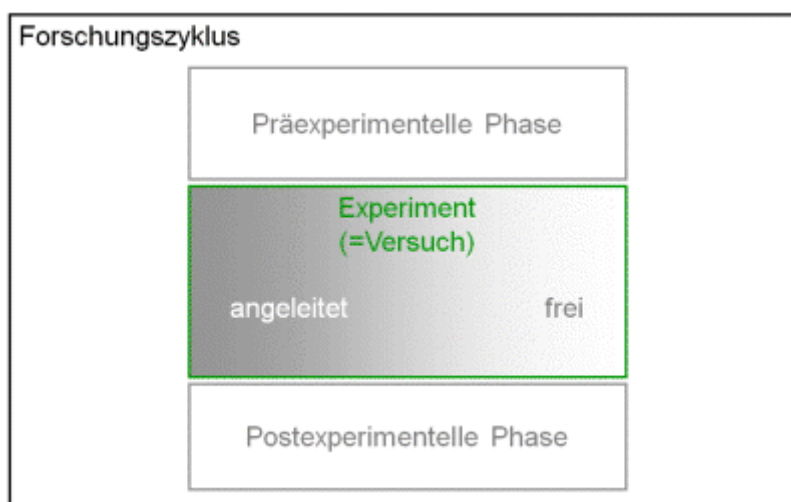 Forschungszyklus
Präexperimentelle Phase
Experiment
(=Versuch)
angeleitet frei
Postexperimentelle Phase